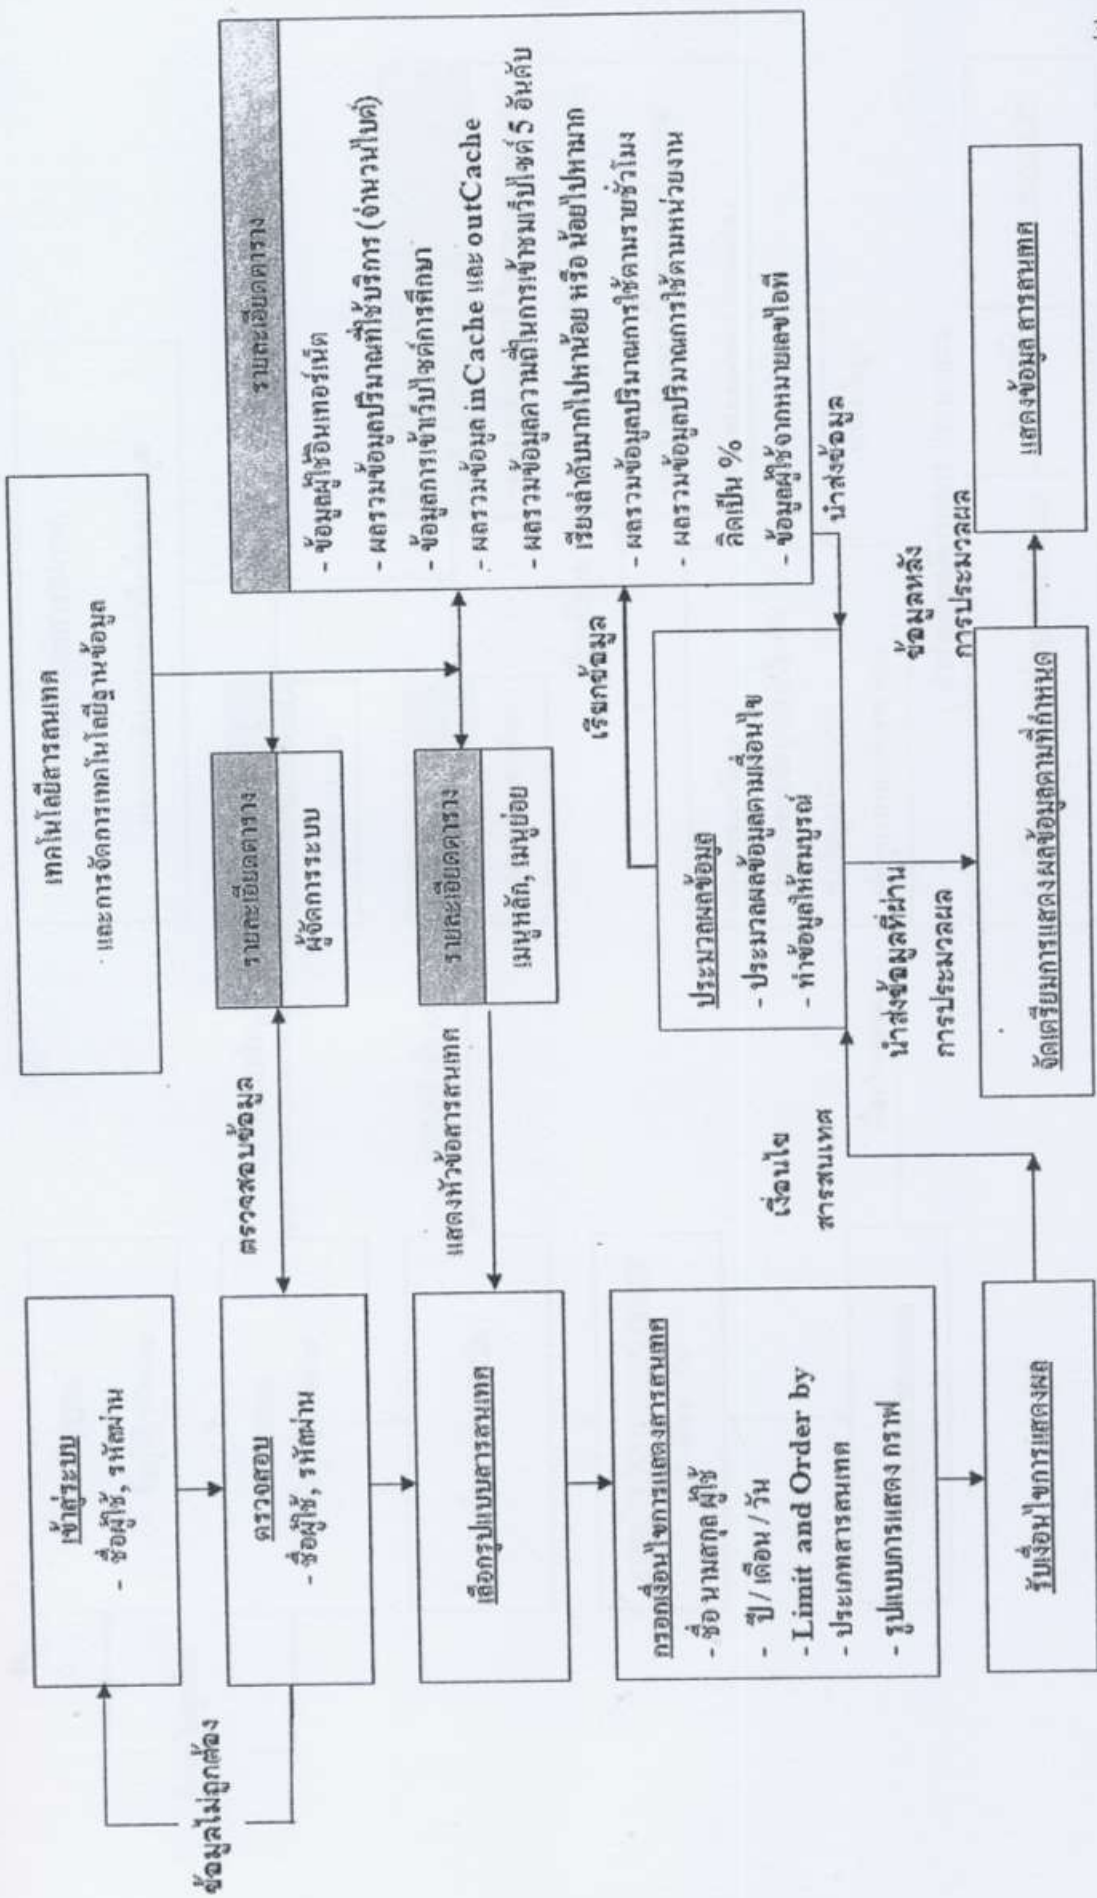 เทคโนโลยีสารสนเทศ
และการจัดการเทคโนโลยีฐานข้อมูล
เข้าสู่ระบบ
- ชื่อผู้ใช้, รหัสผ่าน
ข้อมูลไม่ถูกต้อง
ตรวจสอบ
- ชื่อผู้ใช้, รหัสผ่าน
ตรวจสอบข้อมูล
รายละเอียดตาราง
ผู้จัดการระบบ
เลือกรูปแบบสารสนเทศ
แสดงหัวข้อสารสนเทศ
รายละเอียดตาราง
เมนูหลัก, เมนูย่อย
รายละเอียดตาราง
- ข้อมูลผู้ใช้อินเทอร์เน็ต
- ผลรวมข้อมูลปริมาณที่ใช้บริการ (จำนวนไบต์)
ข้อมูลการเข้าเว็บไซต์การศึกษา
- ผลรวมข้อมูล inCache และ outCache
- ผลรวมข้อมูลความถี่ในการเข้าชมเว็บไซต์ 5 อันดับ
เรียงลำดับมากไปหาน้อย หรือ น้อยไปหามาก
- ผลรวมข้อมูลปริมาณการใช้ตามรายชั่วโมง
- ผลรวมข้อมูลปริมาณการใช้ตามหน่วยงาน
คิดเป็น %
- ข้อมูลผู้ใช้จากหมายเลขไอพี
กรอกเงื่อนไขการแสดงสารสนเทศ
- ชื่อ นามสกุล ผู้ใช้
- ปี / เดือน / วัน
- Limit and Order by
- ประเภทสารสนเทศ
- รูปแบบการแสดง กราฟ
รับเงื่อนไขการแสดงผล
เงื่อนไข
สารสนเทศ
ประมวลผลข้อมูล
- ประมวลผลข้อมูลตามเงื่อนไข
- ทำข้อมูลให้สมบูรณ์
เรียกข้อมูล
นำส่งข้อมูล
นำส่งข้อมูลที่ผ่าน
การประมวลผล
จัดเตรียมการแสดงผลข้อมูลตามที่กำหนด
ข้อมูลหลัง
การประมวลผล
แสดงข้อมูล สารสนเทศ